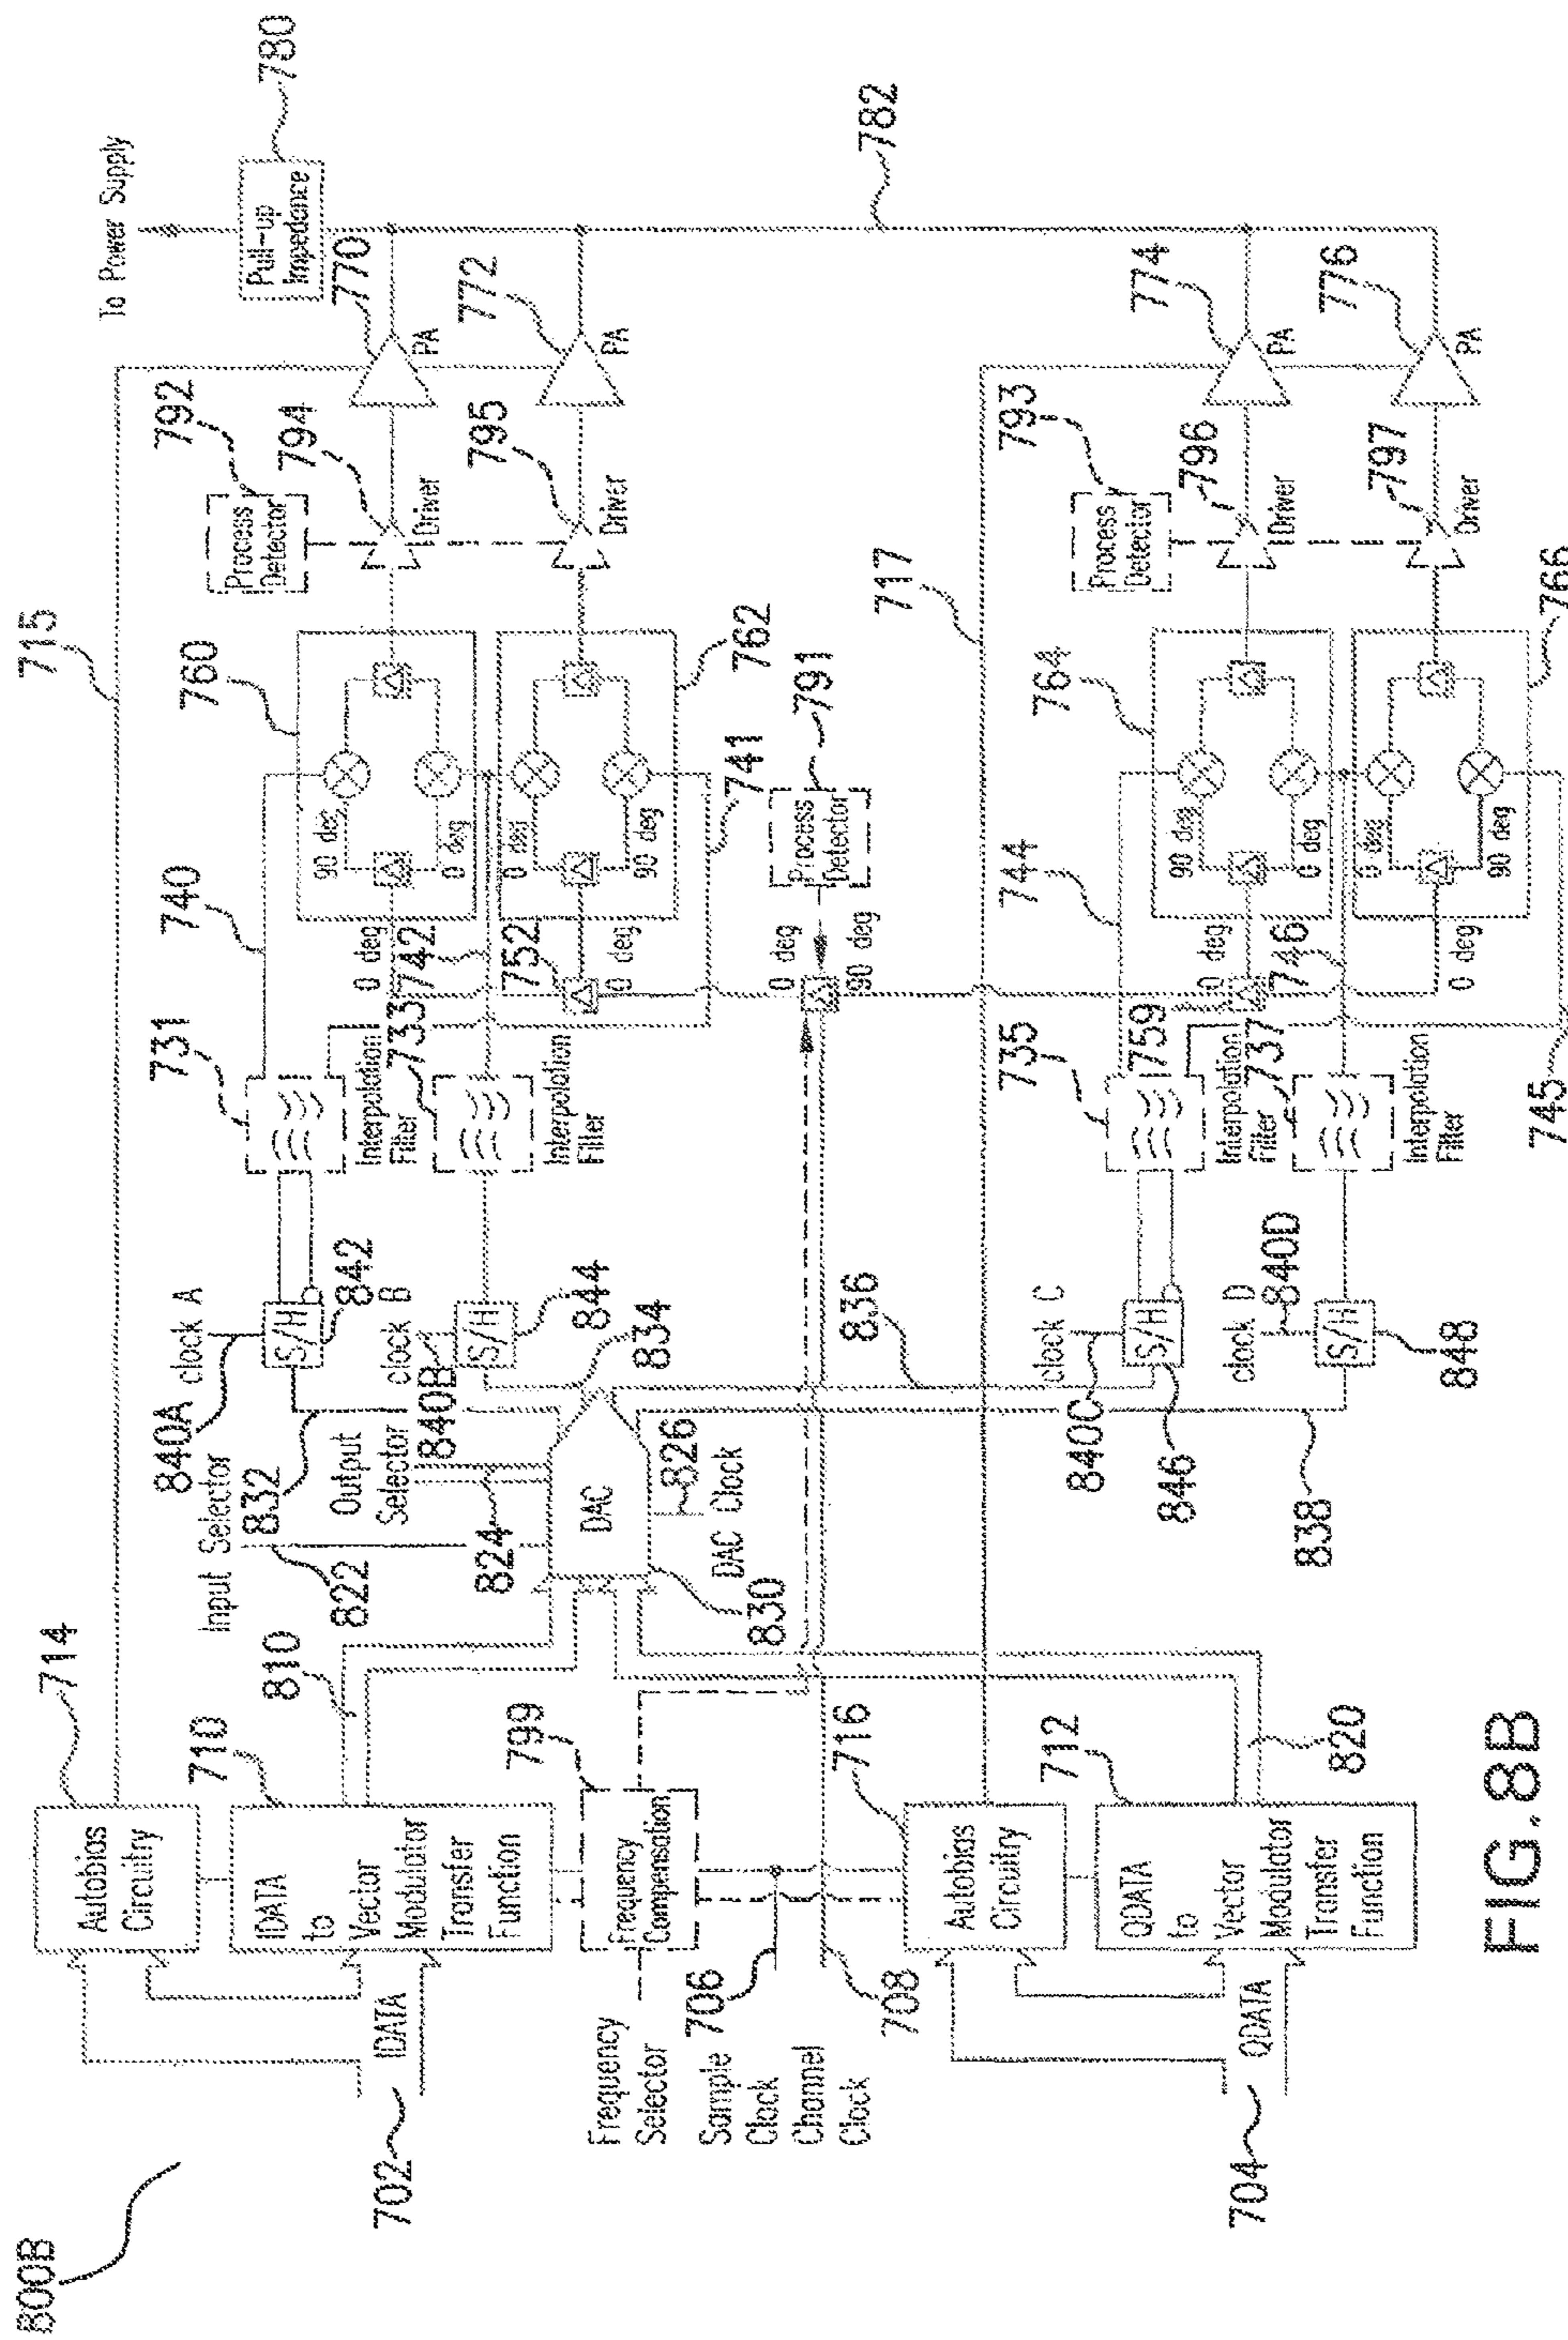 800B
714
Autobias
Circuitry
715
710
IDATA
to
Vector
Modulator
Transfer
Function
810
IDATA
702
Input Selector
822
832
Output
Selector
824
840A
clock A
S/H
842
840B
clock B
S/H
844
834
DAC
830
826
DAC Clock
836
731
Interpolation
Filter
733
Interpolation
Filter
740
742
0 deg
752
0 deg
741
760
90 deg
0 deg
0 deg
90 deg
762
792
Process
Detector
794
Driver
795
Driver
770
PA
772
PA
To Power Supply
Pull-up
Impedance
780
782
799
Frequency
Compensation
Frequency
Selector
706
Sample
Clock
708
Channel
Clock
791
Process
Detector
0 deg
90 deg
716
Autobias
Circuitry
717
712
QDATA
to
Vector
Modulator
Transfer
Function
820
QDATA
704
840C
clock C
S/H
846
clock D
840D
S/H
848
838
735
Interpolation
Filter
737
Interpolation
Filter
759
744
746
745
0 deg
0 deg
764
90 deg
0 deg
0 deg
90 deg
766
793
Process
Detector
796
Driver
797
Driver
774
PA
776
PA
FIG.8B